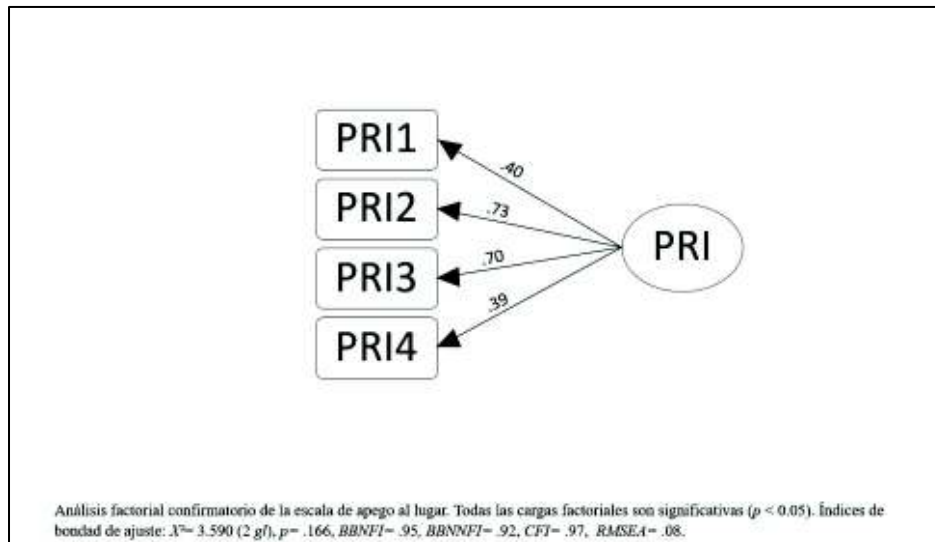 PRI1
.40
PRI2
.73
PRI
PRI3
.70
.39
PRI4
Análisis factorial confirmatorio de la escala de apego al lugar. Todas las cargas factoriales son significativas (p < 0.05). Índices de
bondad de ajuste: X²= 3.590 (2 gl), p= .166, BBNFI= .95, BBNNFI= .92, CFI= .97, RMSEA= .08.